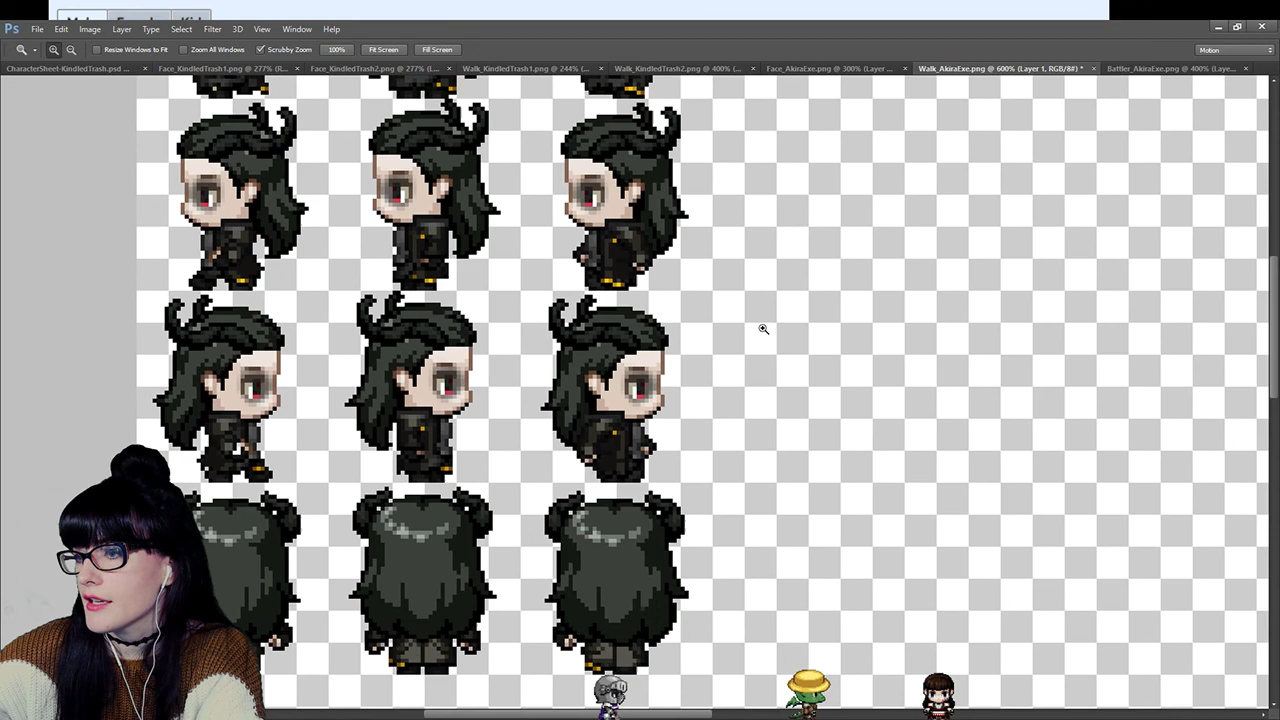 Ps File Edit Image Layer Type Select Filter 3D View Window Help
Resize Windows to Fit Zoom All Windows Scrubby Zoom 100% Fit Screen Fill Screen Motion
CharacterSheet-KindledTrash.psd ... Face_KindledTrash1.png @ 277% (R... Face_KindledTrash2.png @ 277% (L... Walk_KindledTrash1.png @ 244% (... Walk_KindledTrash2.png @ 400% (... Face_AkiraExe.png @ 300% (Layer ... Walk_AkiraExe.png @ 600% (Layer 1, RGB/8#) * Battler_AkiraExe.png @ 400% (Laye...